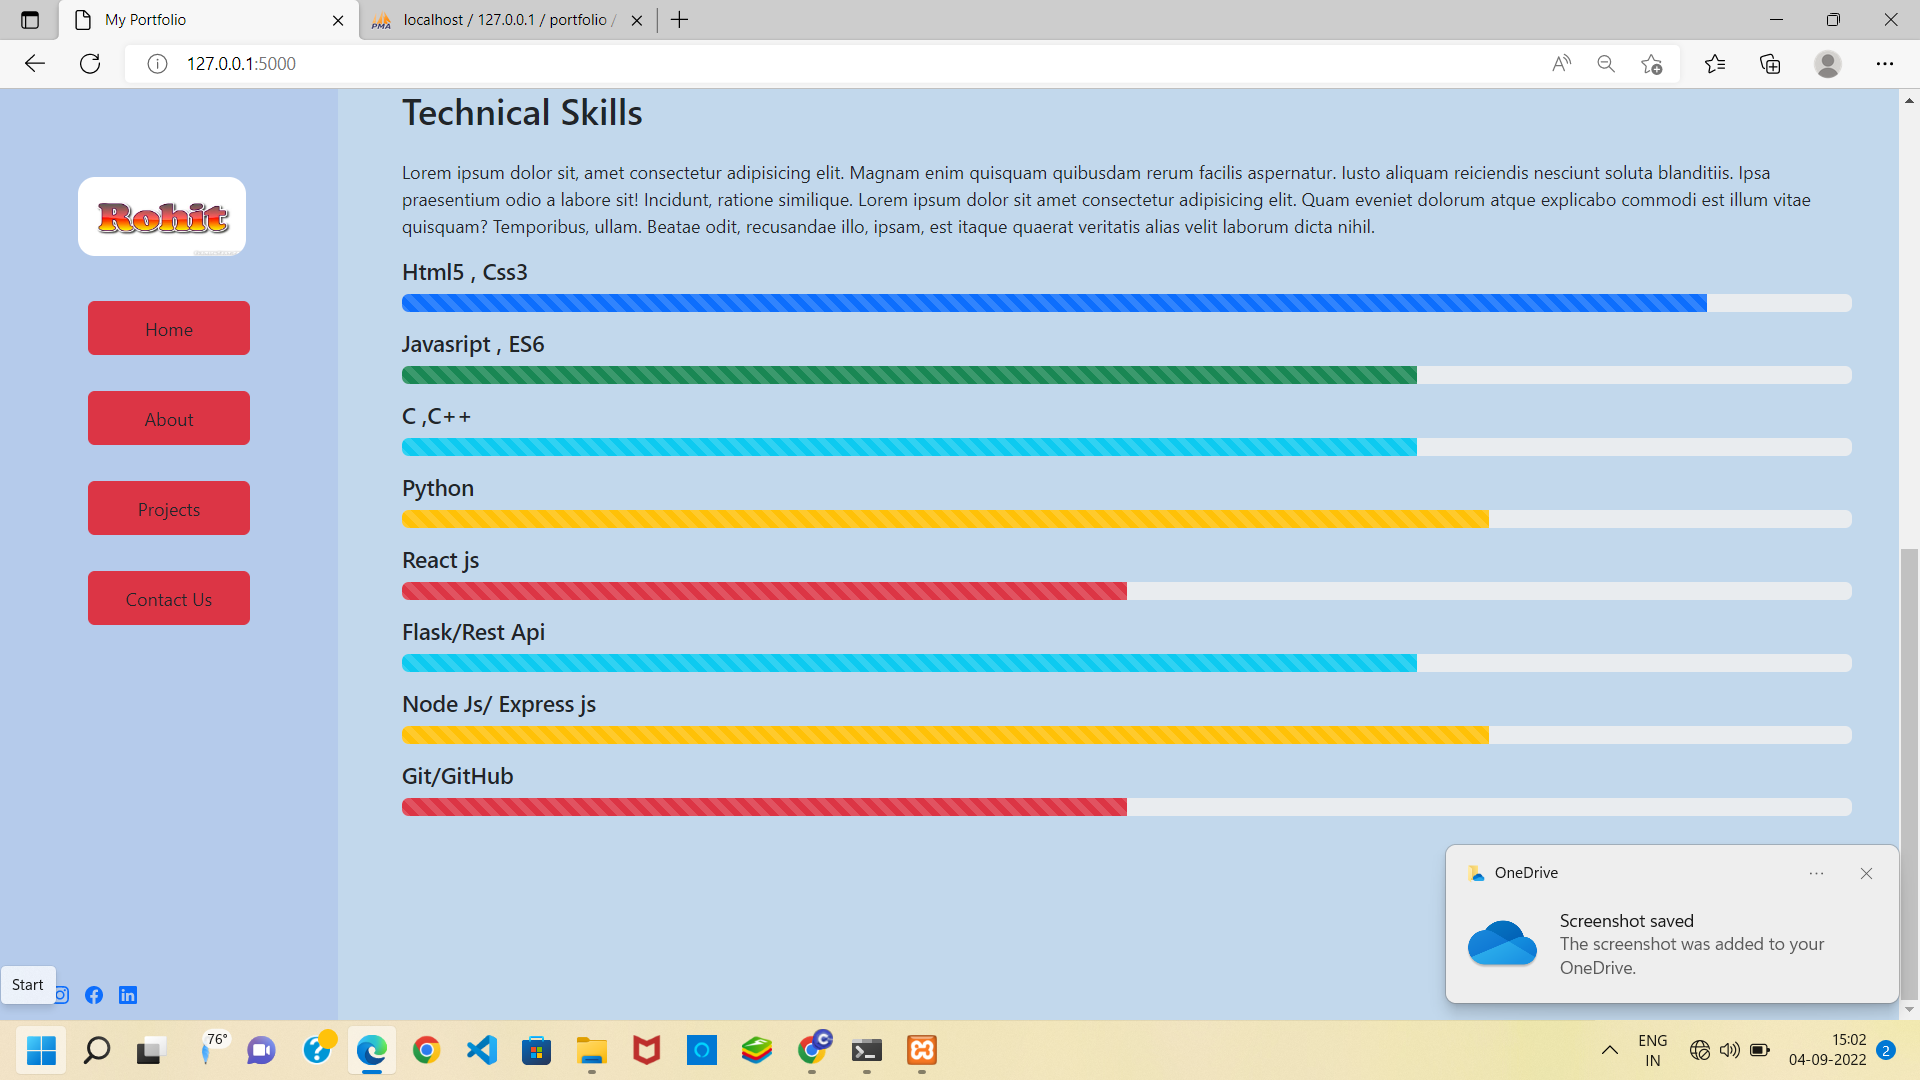 My Portfolio
localhost / 127.0.0.1 / portfolio /
127.0.0.1:5000
Technical Skills
Lorem ipsum dolor sit, amet consectetur adipisicing elit. Magnam enim quisquam quibusdam rerum facilis aspernatur. Iusto aliquam reiciendis nesciunt soluta blanditiis. Ipsa
praesentium odio a labore sit! Incidunt, ratione similique. Lorem ipsum dolor sit amet consectetur adipisicing elit. Quam eveniet dolorum atque explicabo commodi est illum vitae
quisquam? Temporibus, ullam. Beatae odit, recusandae illo, ipsam, est itaque quaerat veritatis alias velit laborum dicta nihil.
Rohit
Home
About
Projects
Contact Us
Html5 , Css3
Javasript , ES6
C ,C++
Python
React js
Flask/Rest Api
Node Js/ Express js
Git/GitHub
OneDrive
Screenshot saved
The screenshot was added to your
OneDrive.
Start
76°
ENG
IN
15:02
04-09-2022
2